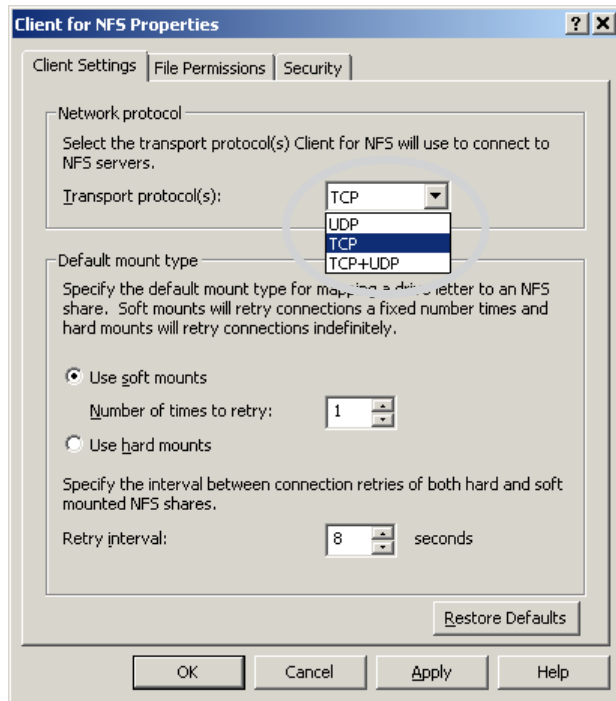 Client for NFS Properties
Client Settings
File Permissions
Security
Network protocol
Select the transport protocol(s) Client for NFS will use to connect to
NFS servers.
Transport protocol(s):
TCP
UDP
TCP
TCP+UDP
Default mount type
Specify the default mount type for mapping a drive letter to an NFS
share. Soft mounts will retry connections a fixed number times and
hard mounts will retry connections indefinitely.
Use soft mounts
Number of times to retry:
1
Use hard mounts
Specify the interval between connection retries of both hard and soft
mounted NFS shares.
Retry interval:
8
seconds
Restore Defaults
OK
Cancel
Apply
Help